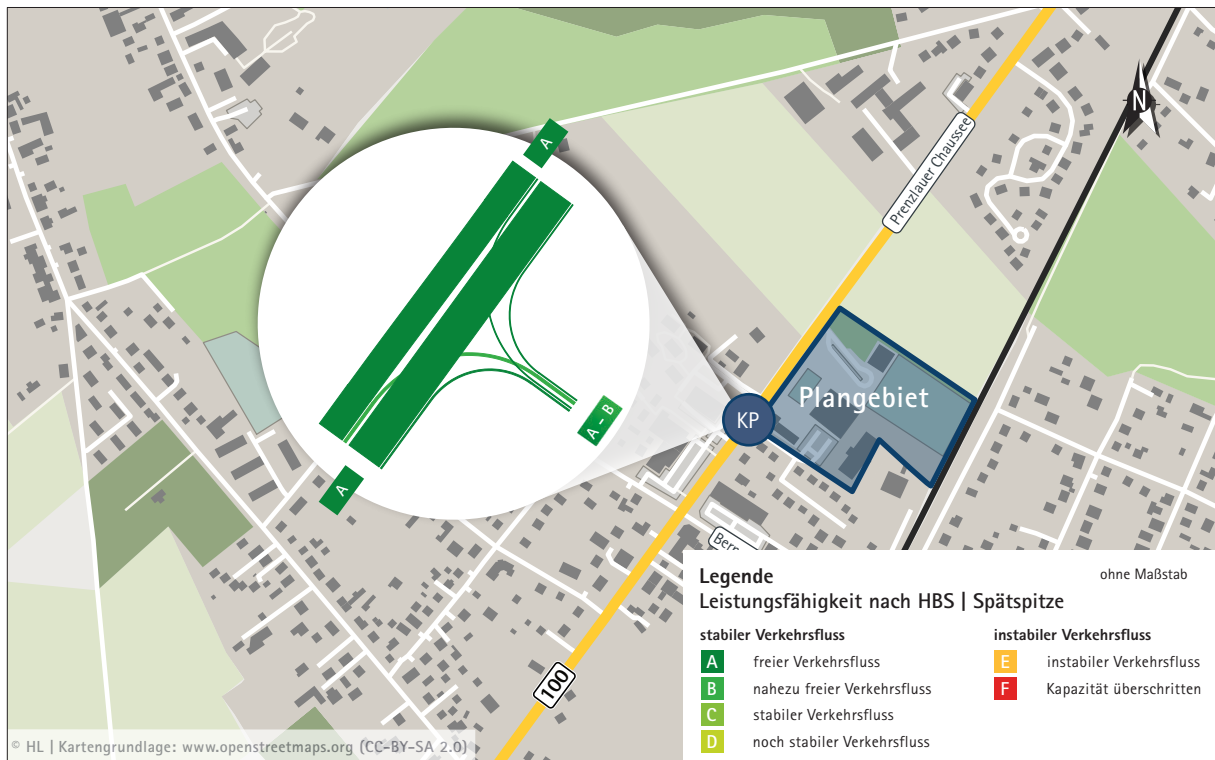 N
Prenzlauer Chaussee
A
Plangebiet
KP
A - B
A
Bern
100
Legende
ohne Maßstab
Leistungsfähigkeit nach HBS | Spätspitze
stabiler Verkehrsfluss
A freier Verkehrsfluss
B nahezu freier Verkehrsfluss
C stabiler Verkehrsfluss
D noch stabiler Verkehrsfluss
instabiler Verkehrsfluss
E instabiler Verkehrsfluss
F Kapazität überschritten
© HL | Kartengrundlage: www.openstreetmaps.org (CC-BY-SA 2.0)